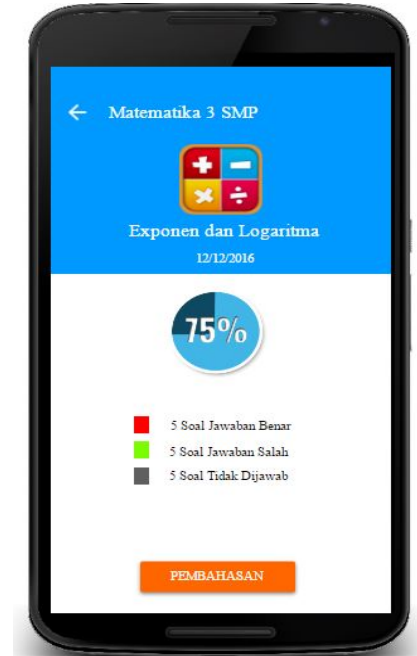 Matematika 3 SMP
Exponen dan Logaritma
12/12/2016
75%
5 Soal Jawaban Benar
5 Soal Jawaban Salah
5 Soal Tidak Dijawab
PEMBAHASAN